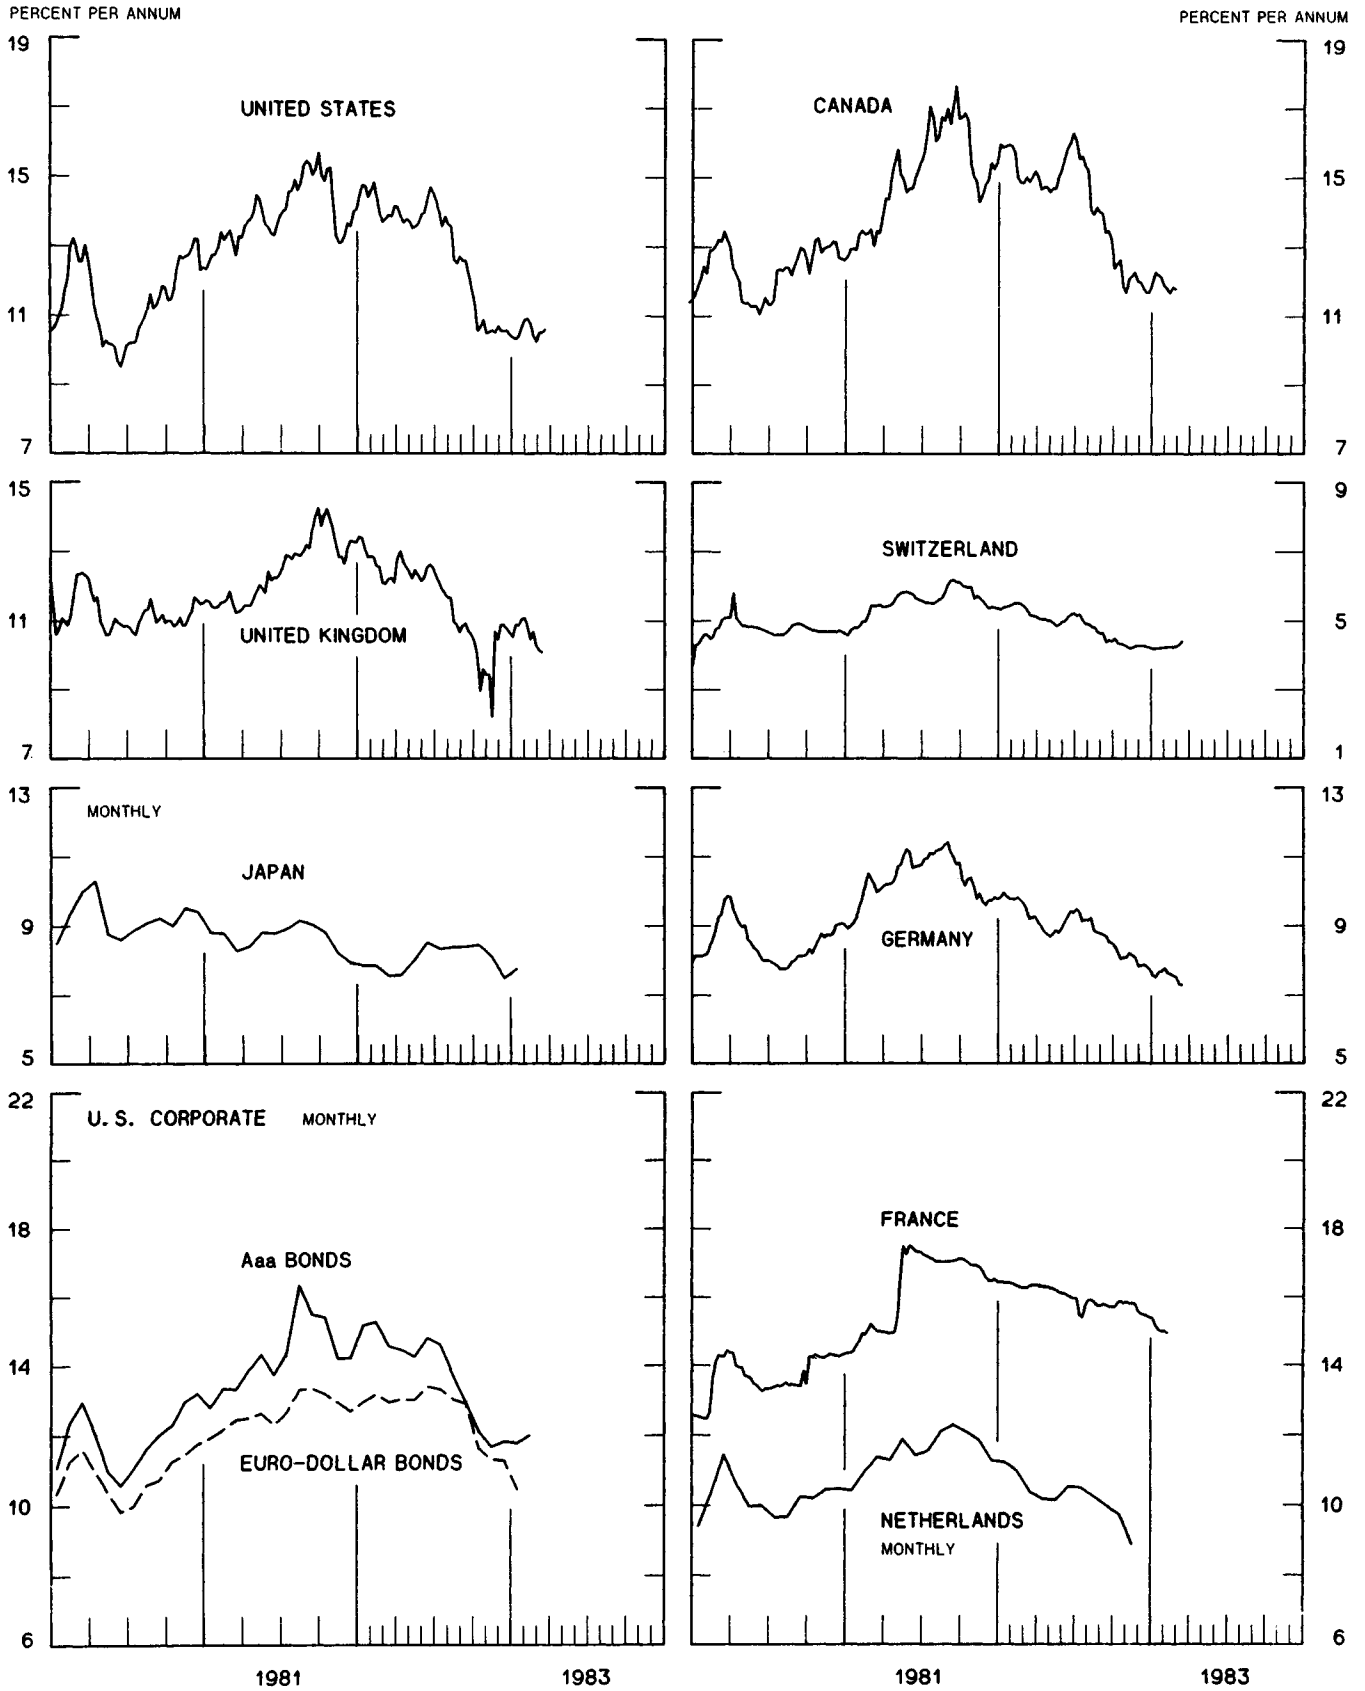 PERCENT PER ANNUM
PERCENT PER ANNUM
19
UNITED STATES
15
11
7
CANADA
19
15
11
7
15
11
UNITED KINGDOM
7
SWITZERLAND
9
5
1
13
MONTHLY
JAPAN
9
5
13
9
GERMANY
5
22
U.S. CORPORATE MONTHLY
18
Aaa BONDS
14
EURO-DOLLAR BONDS
10
6
1981
1983
22
FRANCE
18
14
10
NETHERLANDS
MONTHLY
6
1981
1983